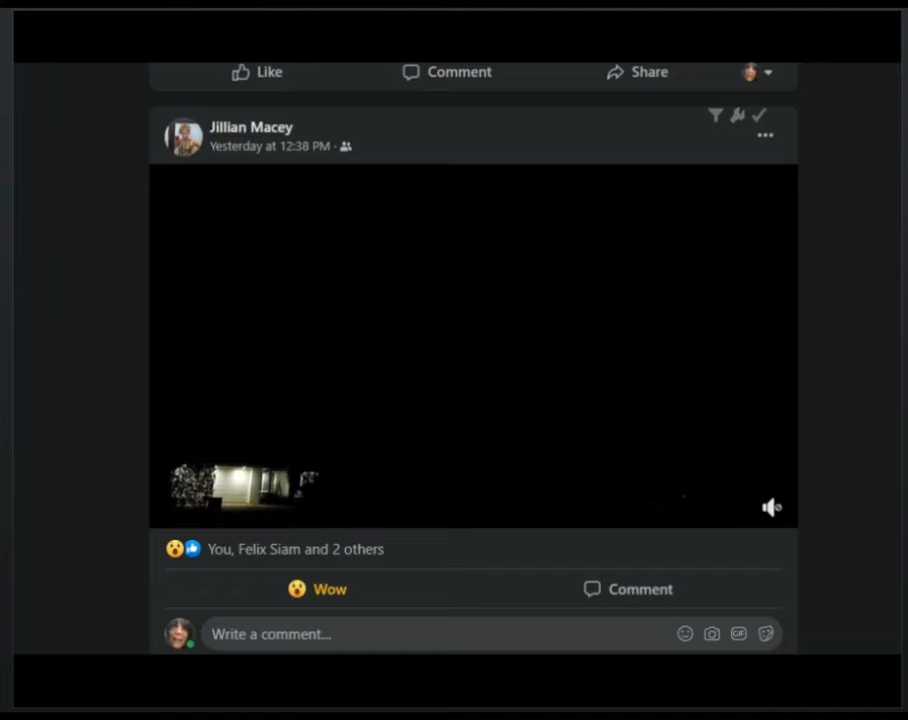 Like Comment Share
Jillian Macey
Yesterday at 12:38 PM ·
You, Felix Siam and 2 others
Wow Comment
Write a comment...
GIF